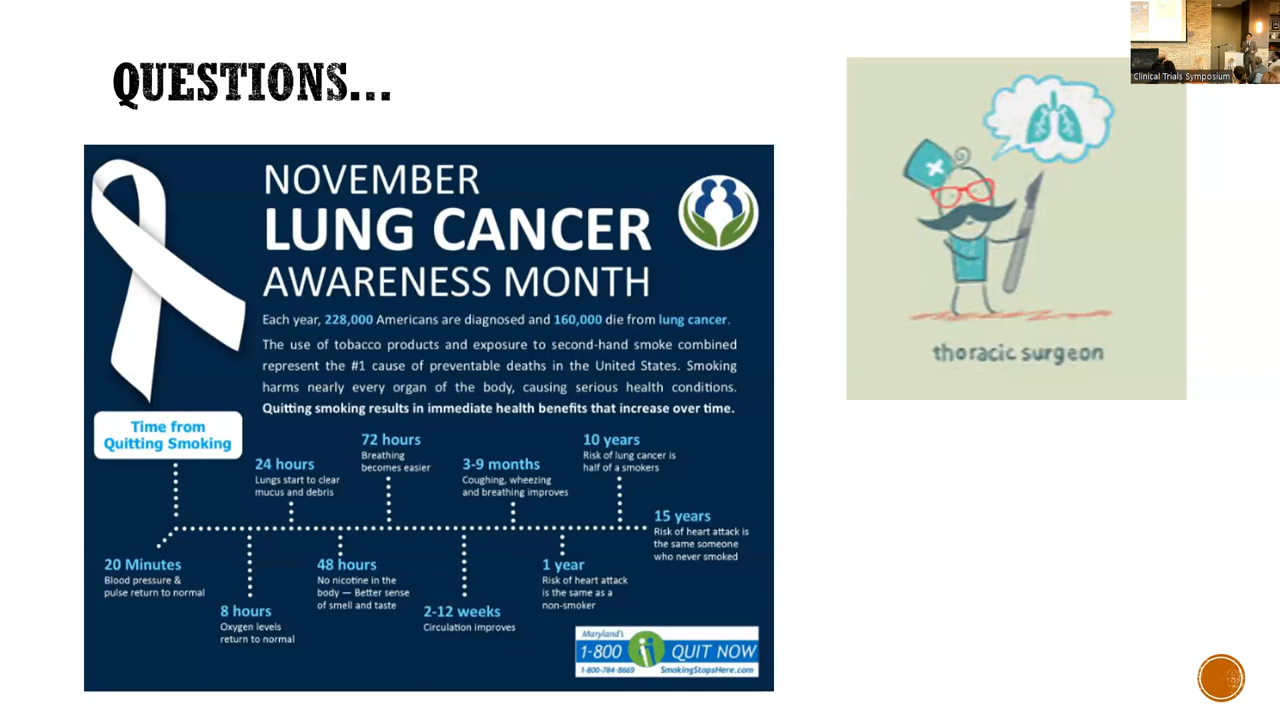 QUESTIONS...
Clinical Trials Symposium
NOVEMBER
LUNG CANCER
AWARENESS MONTH
Each year, 228,000 Americans are diagnosed and 160,000 die from lung cancer.
The use of tobacco products and exposure to second-hand smoke combined
represent the #1 cause of preventable deaths in the United States. Smoking
harms nearly every organ of the body, causing serious health conditions.
Quitting smoking results in immediate health benefits that increase over time.
Time from
Quitting Smoking
20 Minutes
Blood pressure &
pulse return to normal
8 hours
Oxygen levels
return to normal
24 hours
Lungs start to clear
mucus and debris
48 hours
No nicotine in the
body — Better sense
of smell and taste
72 hours
Breathing
becomes easier
2-12 weeks
Circulation improves
3-9 months
Coughing, wheezing
and breathing improves
1 year
Risk of heart attack
is the same as a
non-smoker
10 years
Risk of lung cancer is
half of a smokers
15 years
Risk of heart attack is
the same someone
who never smoked
Maryland's
1-800 QUIT NOW
1-800-784-8669 SmokingStopsHere.com
thoracic surgeon